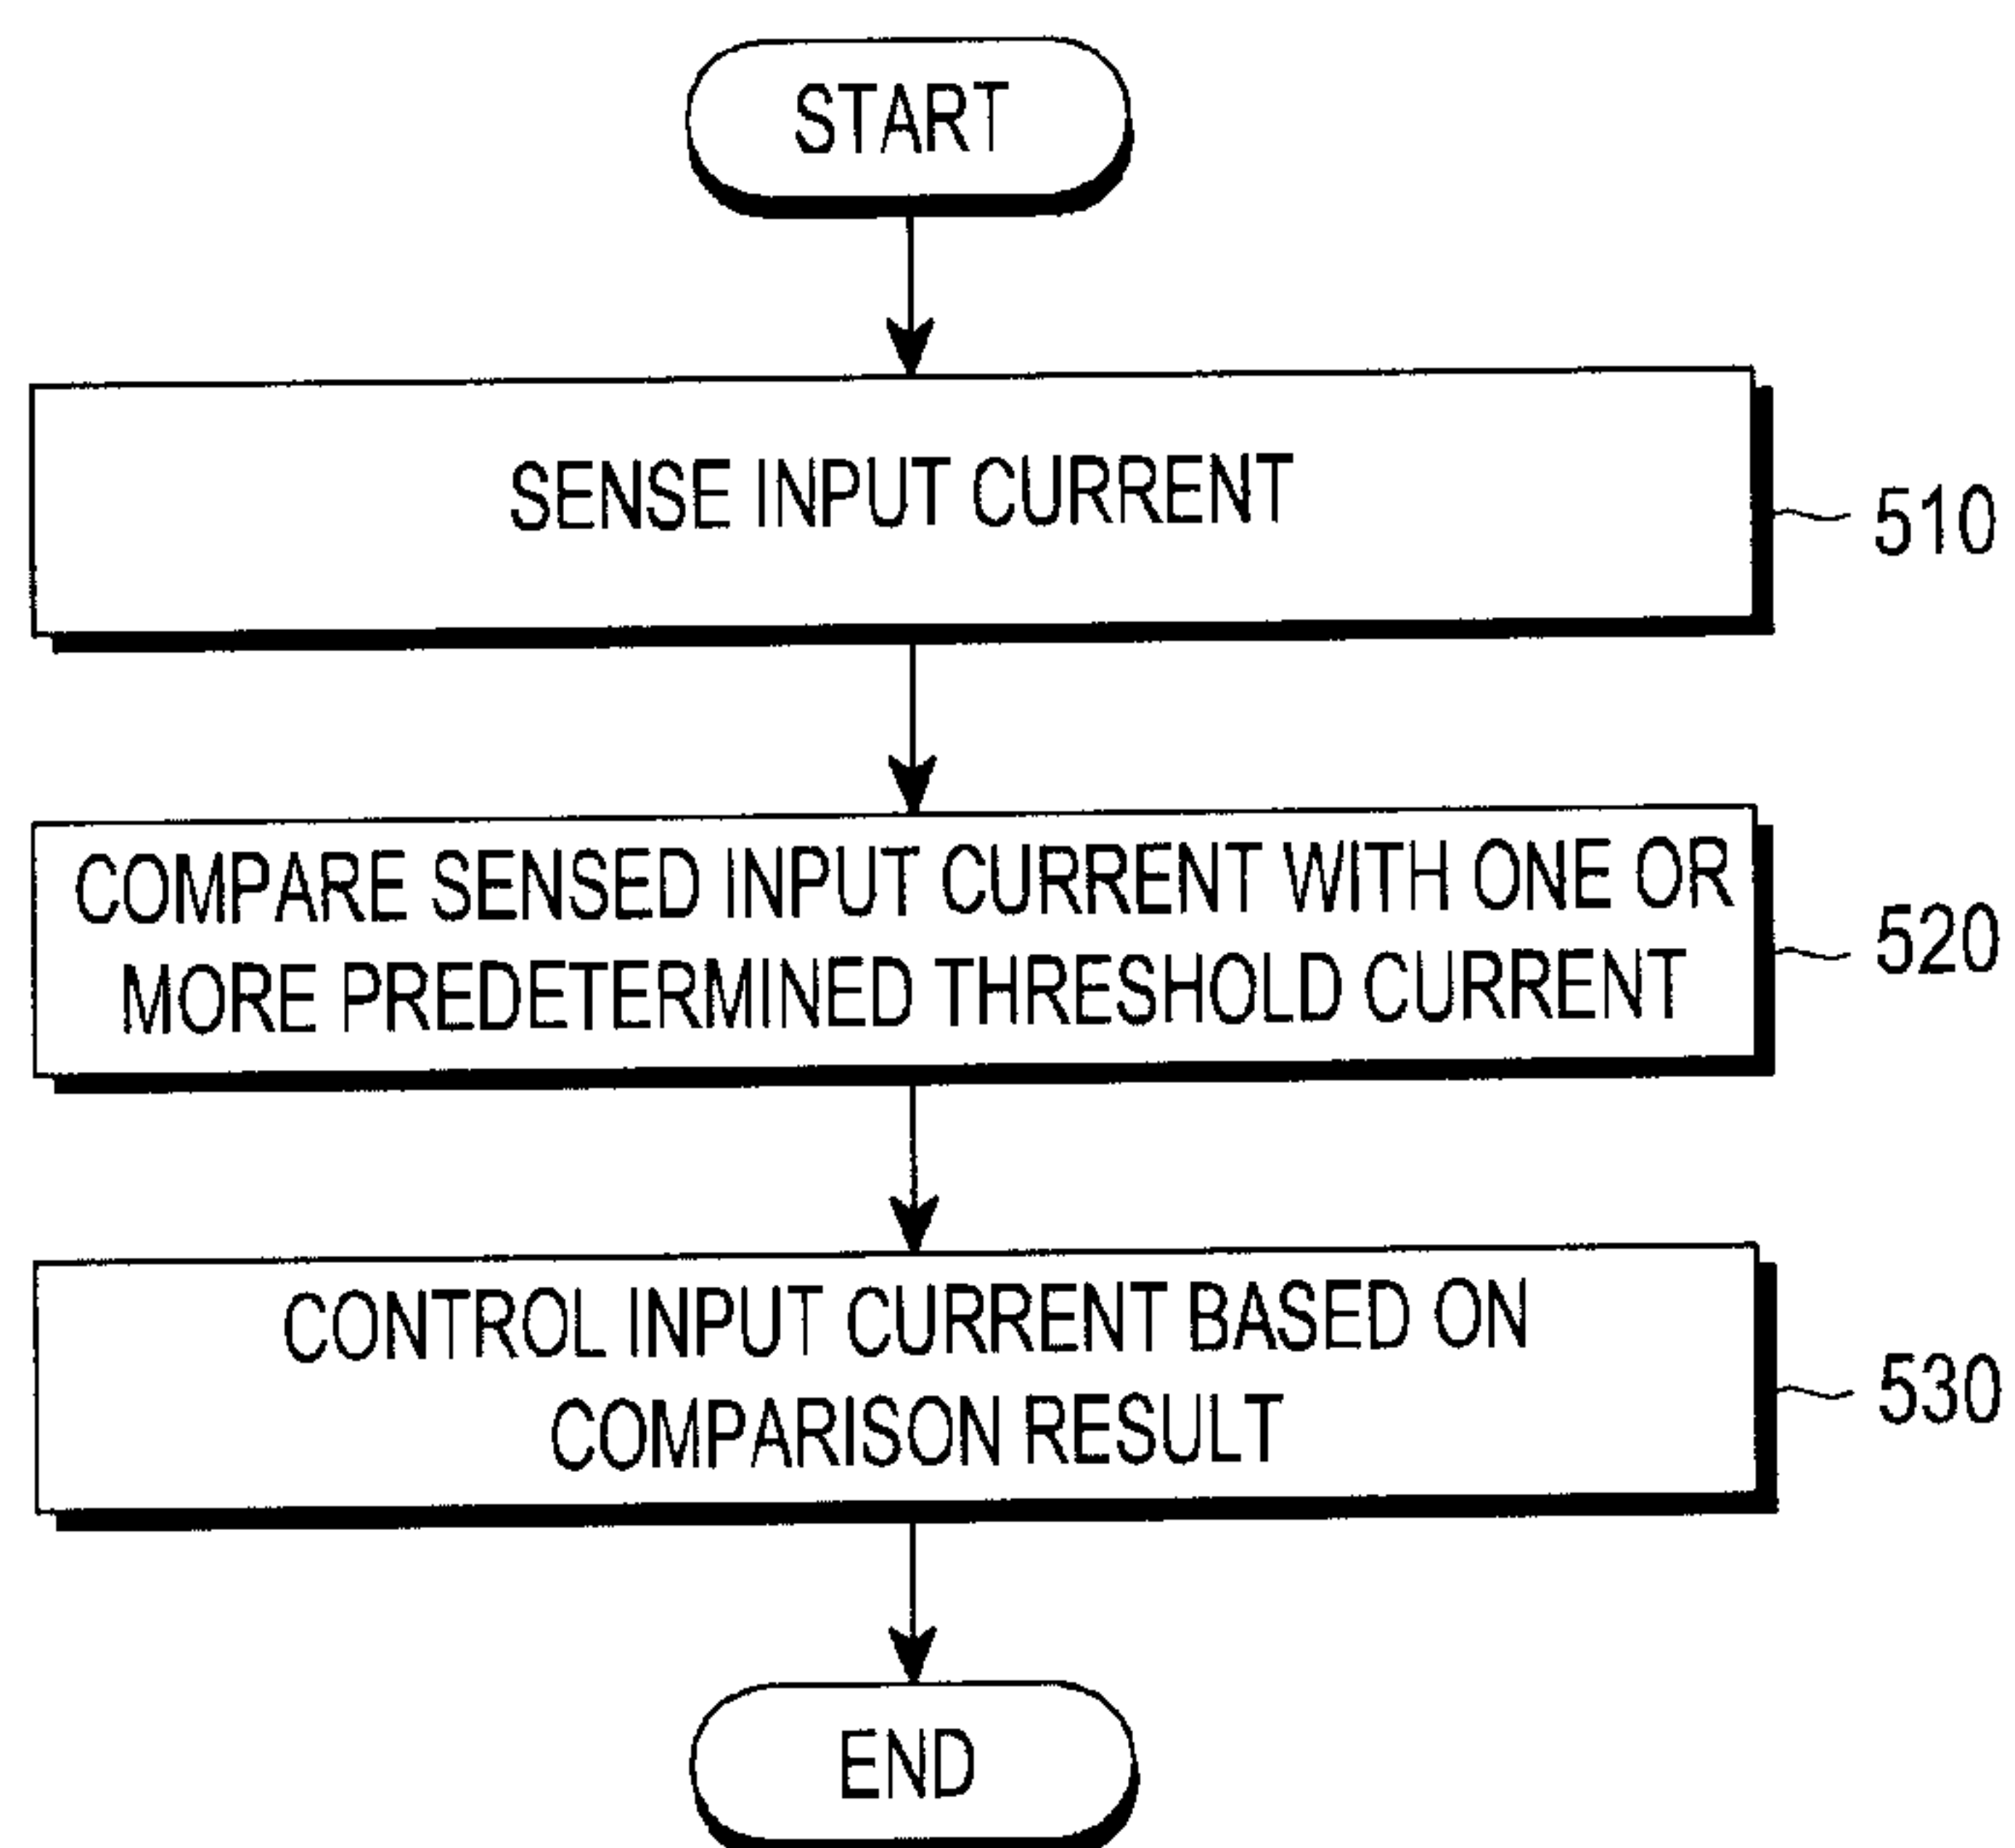 START
SENSE INPUT CURRENT
510
COMPARE SENSED INPUT CURRENT WITH ONE OR
MORE PREDETERMINED THRESHOLD CURRENT
520
CONTROL INPUT CURRENT BASED ON
COMPARISON RESULT
530
END